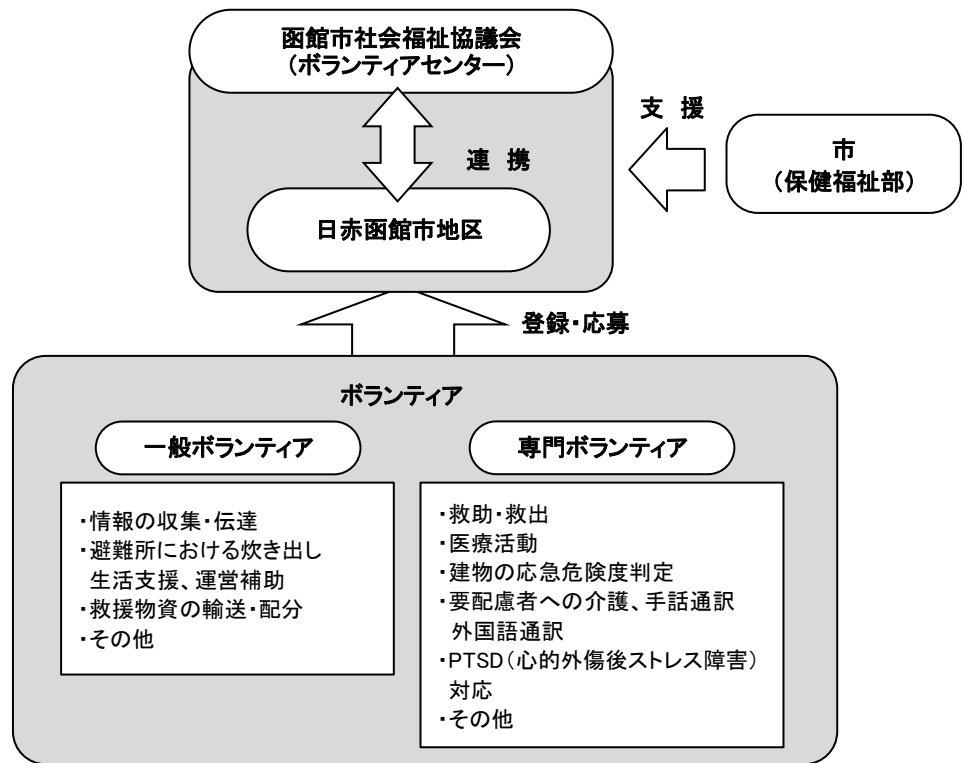 函館市社会福祉協議会
（ボランティアセンター）
支 援
市
（保健福祉部）
連 携
日赤函館市地区
登録・応募
ボランティア
一般ボランティア
・情報の収集・伝達
・避難所における炊き出し
生活支援、運営補助
・救援物資の輸送・配分
・その他
専門ボランティア
・救助・救出
・医療活動
・建物の応急危険度判定
・要配慮者への介護、手話通訳
外国語通訳
・PTSD（心的外傷後ストレス障害）
対応
・その他